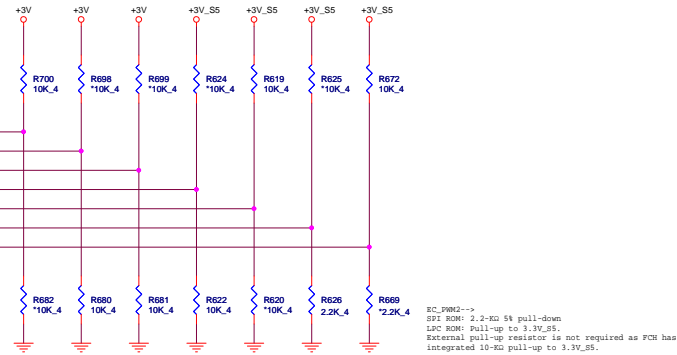 +3V +3V +3V +3V_S5 +3V_S5 +3V_S5 +3V_S5
R700 R698 R699 R624 R619 R625 R672
10K_4 *10K_4 *10K_4 *10K_4 10K_4 *10K_4 10K_4
R682 R680 R681 R622 R620 R626 R669
*10K_4 10K_4 10K_4 10K_4 *10K_4 2.2K_4 *2.2K_4
EC_PWM2-->
SPI ROM: 2.2-KΩ 5% pull-down
LPC ROM: Pull-up to 3.3V_S5.
External pull-up resistor is not required as FCH has
integrated 10-KΩ pull-up to 3.3V_S5.